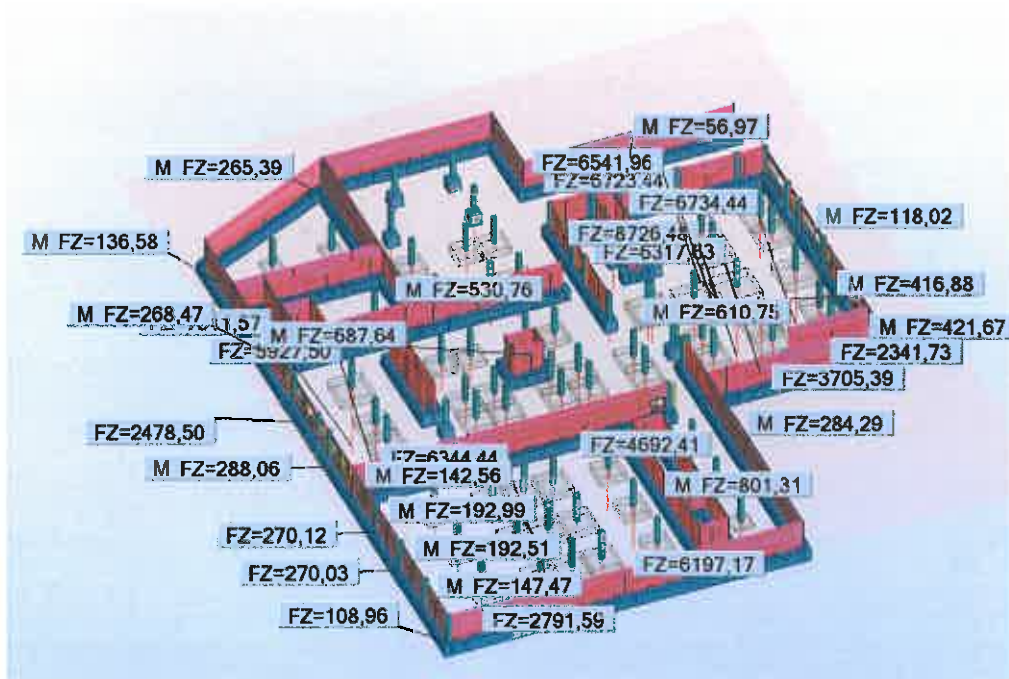 M FZ=56,97
FZ=6541,96
M FZ=265,39
FZ=6723,44
FZ=6734,44
M FZ=118,02
M FZ=136,58
FZ=6317,83
M FZ=416,88
M FZ=530,76
M FZ=610,75
M FZ=268,47
M FZ=421,67
M FZ=687,64
FZ=5927,50
FZ=2341,73
FZ=3705,39
M FZ=284,29
FZ=2478,50
FZ=4692,41
FZ=6344,44
M FZ=288,06
M FZ=142,56
M FZ=801,31
M FZ=192,99
FZ=270,12
M FZ=192,51
FZ=6197,17
FZ=270,03
M FZ=147,47
FZ=108,96
FZ=2791,59